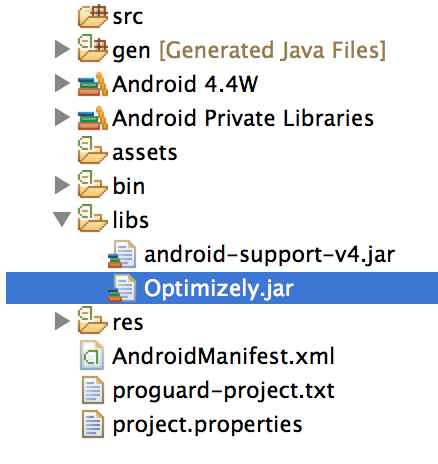 src
gen [Generated Java Files]
Android 4.4W
Android Private Libraries
assets
bin
libs
android-support-v4.jar
Optimizely.jar
res
AndroidManifest.xml
proguard-project.txt
project.properties